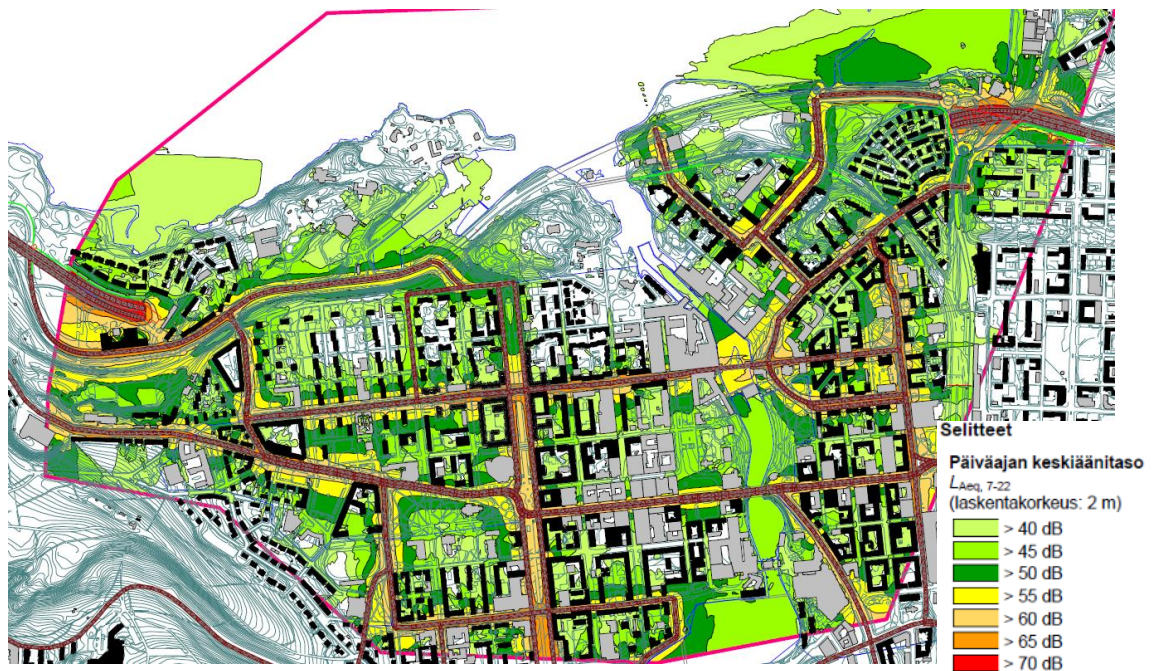 Selitteet
Päiväajan keskiäänitaso
LAeq, 7-22
(laskentakorkeus: 2 m)
> 40 dB
> 45 dB
> 50 dB
> 55 dB
> 60 dB
> 65 dB
> 70 dB